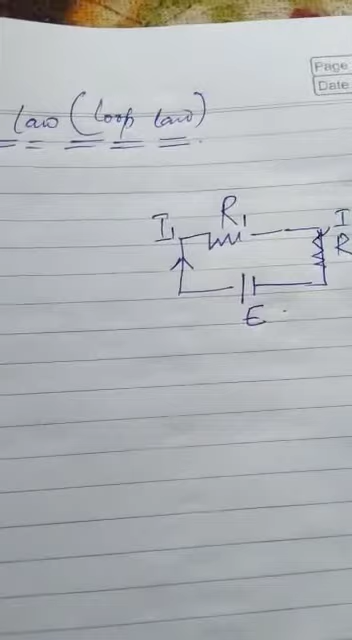 Page
Date
law (loop law)
R1
I1
I
R
E